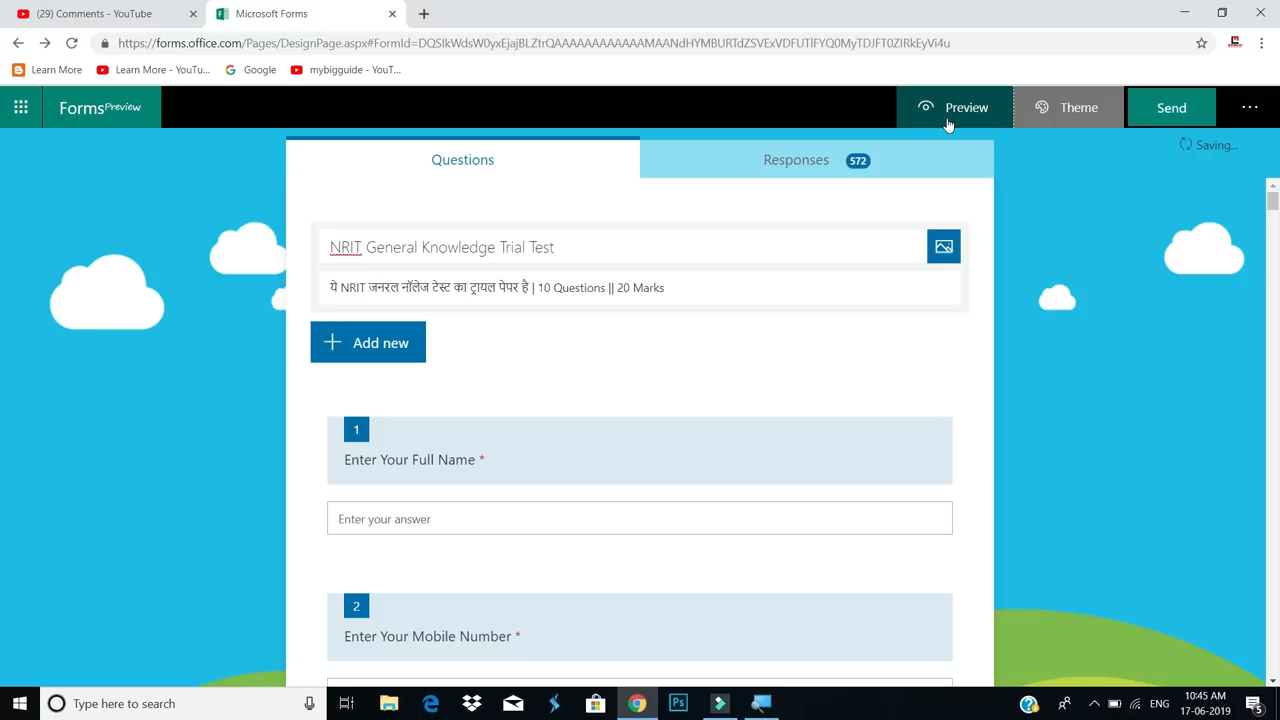 (29) Comments - YouTube
Microsoft Forms
https://forms.office.com/Pages/DesignPage.aspx#FormId=DQSIkWdsW0yxEjajBLZtrQAAAAAAAAAAAAMAANdHYMBURTdZSVExVDFUTlFYQ0MyTDJFT0ZIRkEyVi4u
Learn More
Learn More - YouTu...
Google
mybigguide - YouT...
Forms Preview
Preview
Theme
Send
...
Saving...
Questions
Responses 572
NRIT General Knowledge Trial Test
ये NRIT जनरल नॉलेज टेस्ट का ट्रायल पेपर है | 10 Questions || 20 Marks
Add new
1
Enter Your Full Name *
Enter your answer
2
Enter Your Mobile Number *
Type here to search
Ps
ENG
10:45 AM
17-06-2019
5